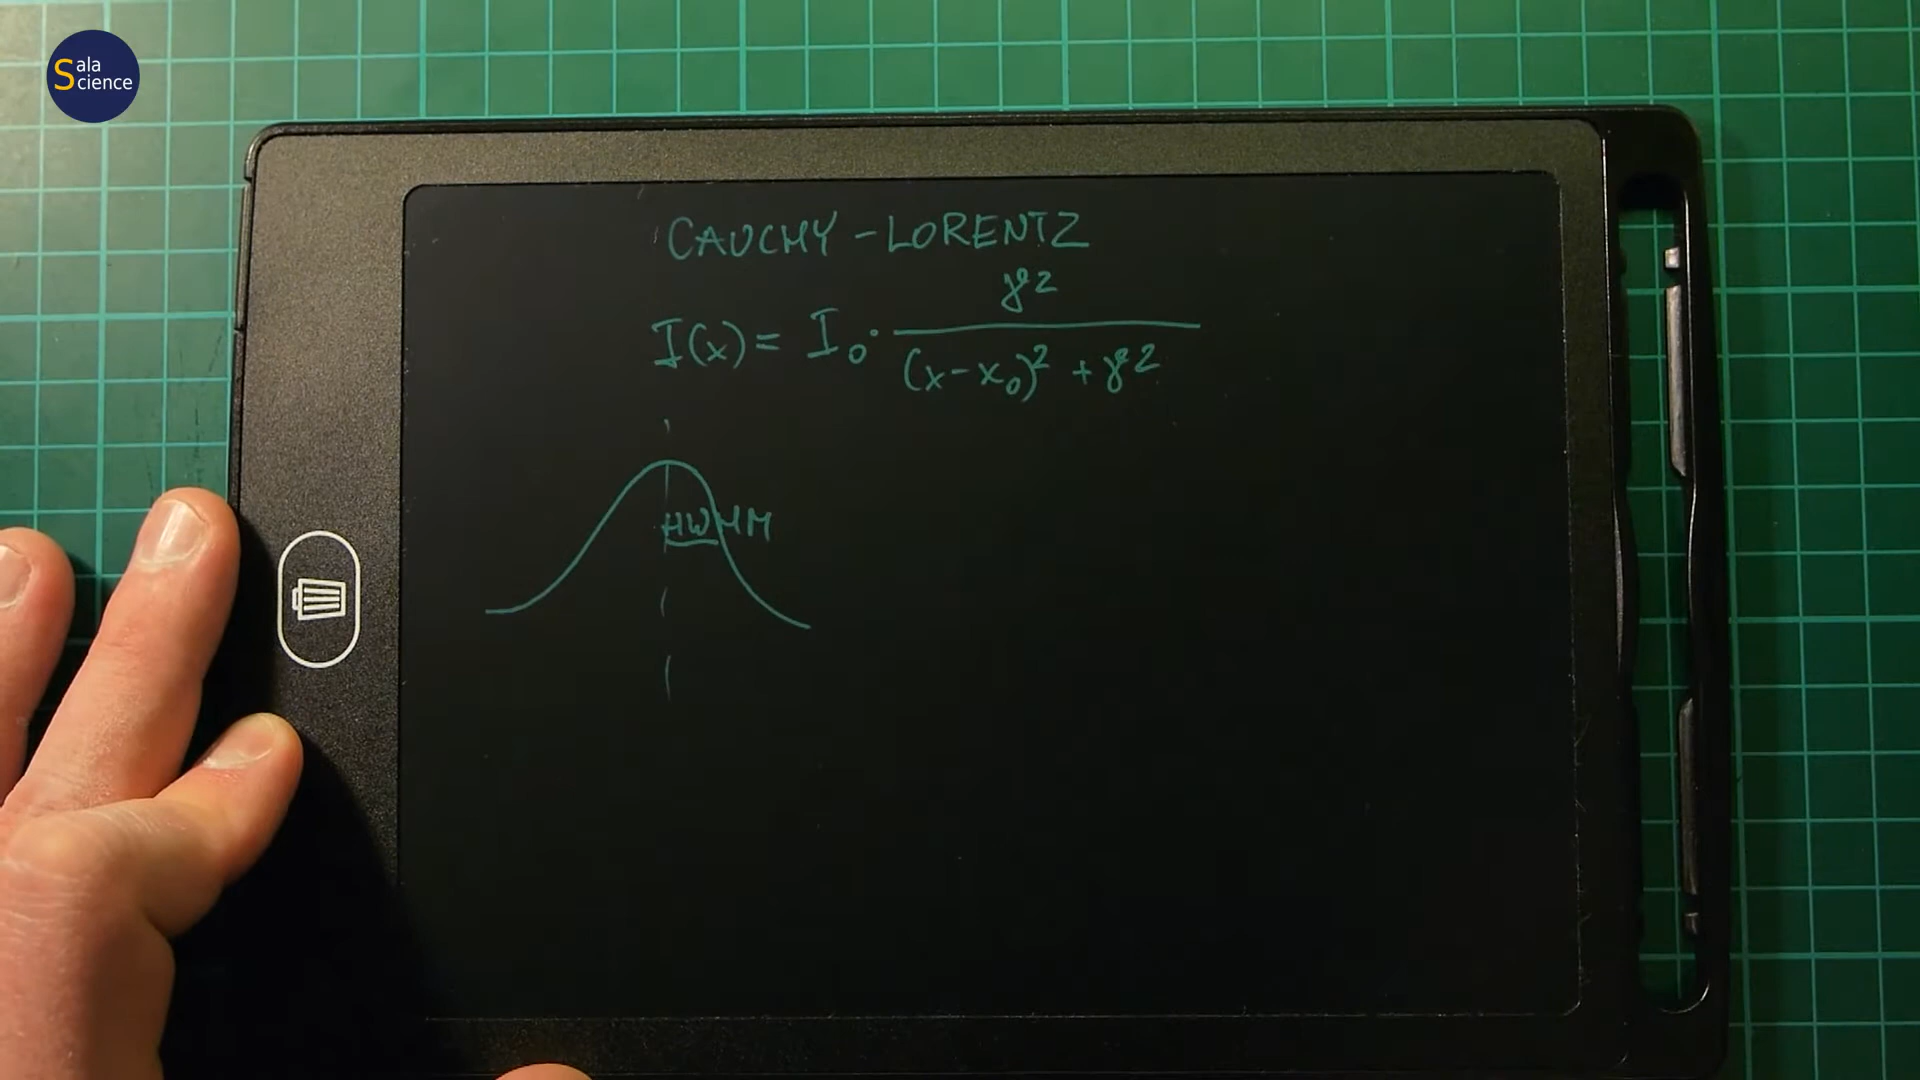 Sala
Science
CAUCHY - LORENTZ
I(x) = I₀ · γ² / ((x - x₀)² + γ²)
HWHM